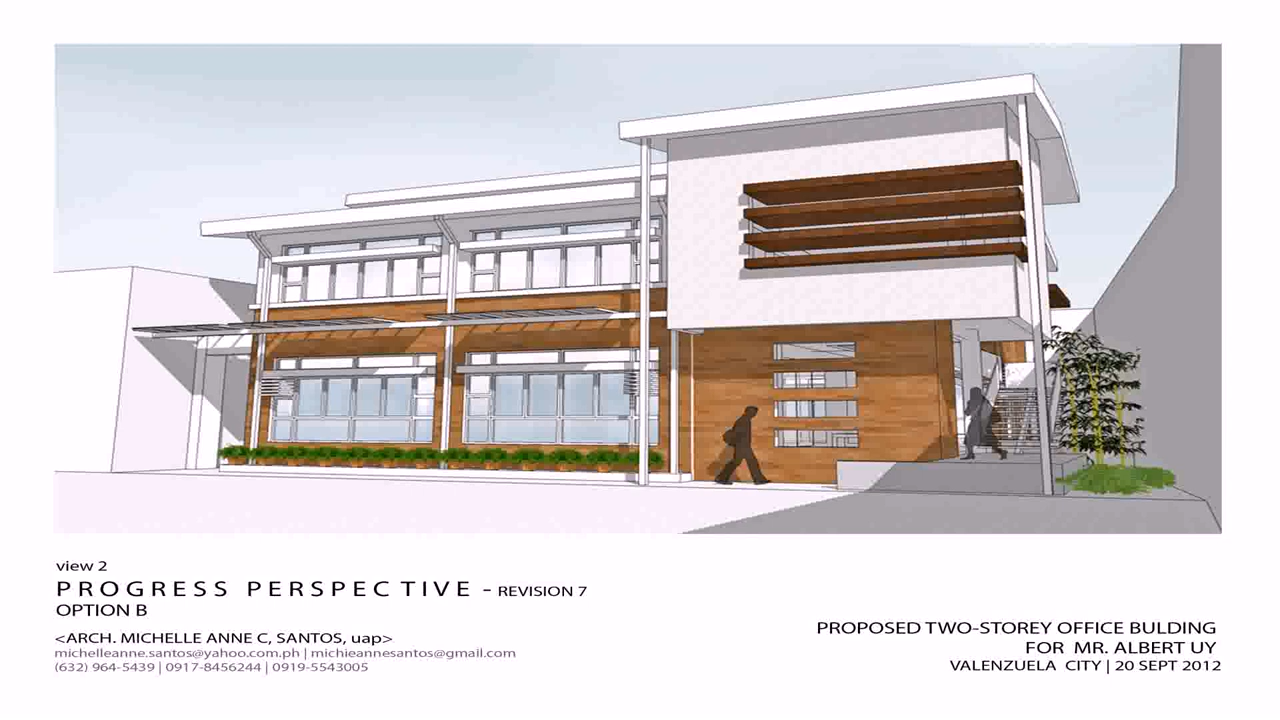 view 2
PROGRESS PERSPECTIVE - REVISION 7
OPTION B
<ARCH. MICHELLE ANNE C, SANTOS, uap>
michelleanne.santos@yahoo.com.ph | michieannesantos@gmail.com
(632) 964-5439 | 0917-8456244 | 0919-5543005
PROPOSED TWO-STOREY OFFICE BULDING
FOR MR. ALBERT UY
VALENZUELA CITY | 20 SEPT 2012